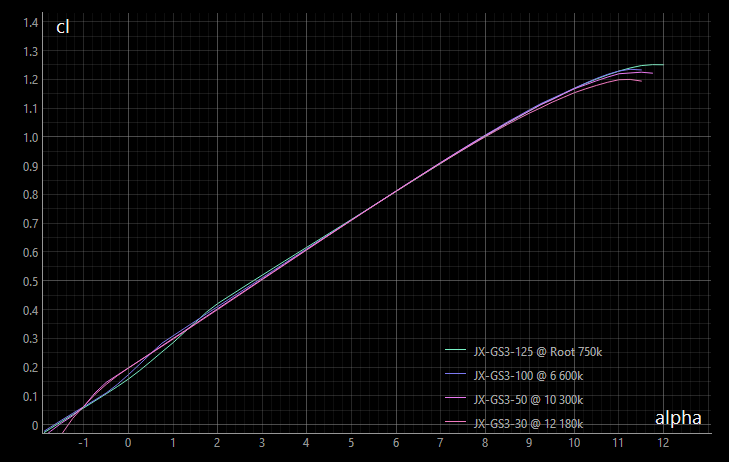 cl
1.4
1.3
1.2
1.1
1.0
0.9
0.8
0.7
0.6
0.5
0.4
0.3
0.2
0.1
0
JX-GS3-125 @ Root 750k
JX-GS3-100 @ 6 600k
JX-GS3-50 @ 10 300k
JX-GS3-30 @ 12 180k
alpha
-1 0 1 2 3 4 5 6 7 8 9 10 11 12